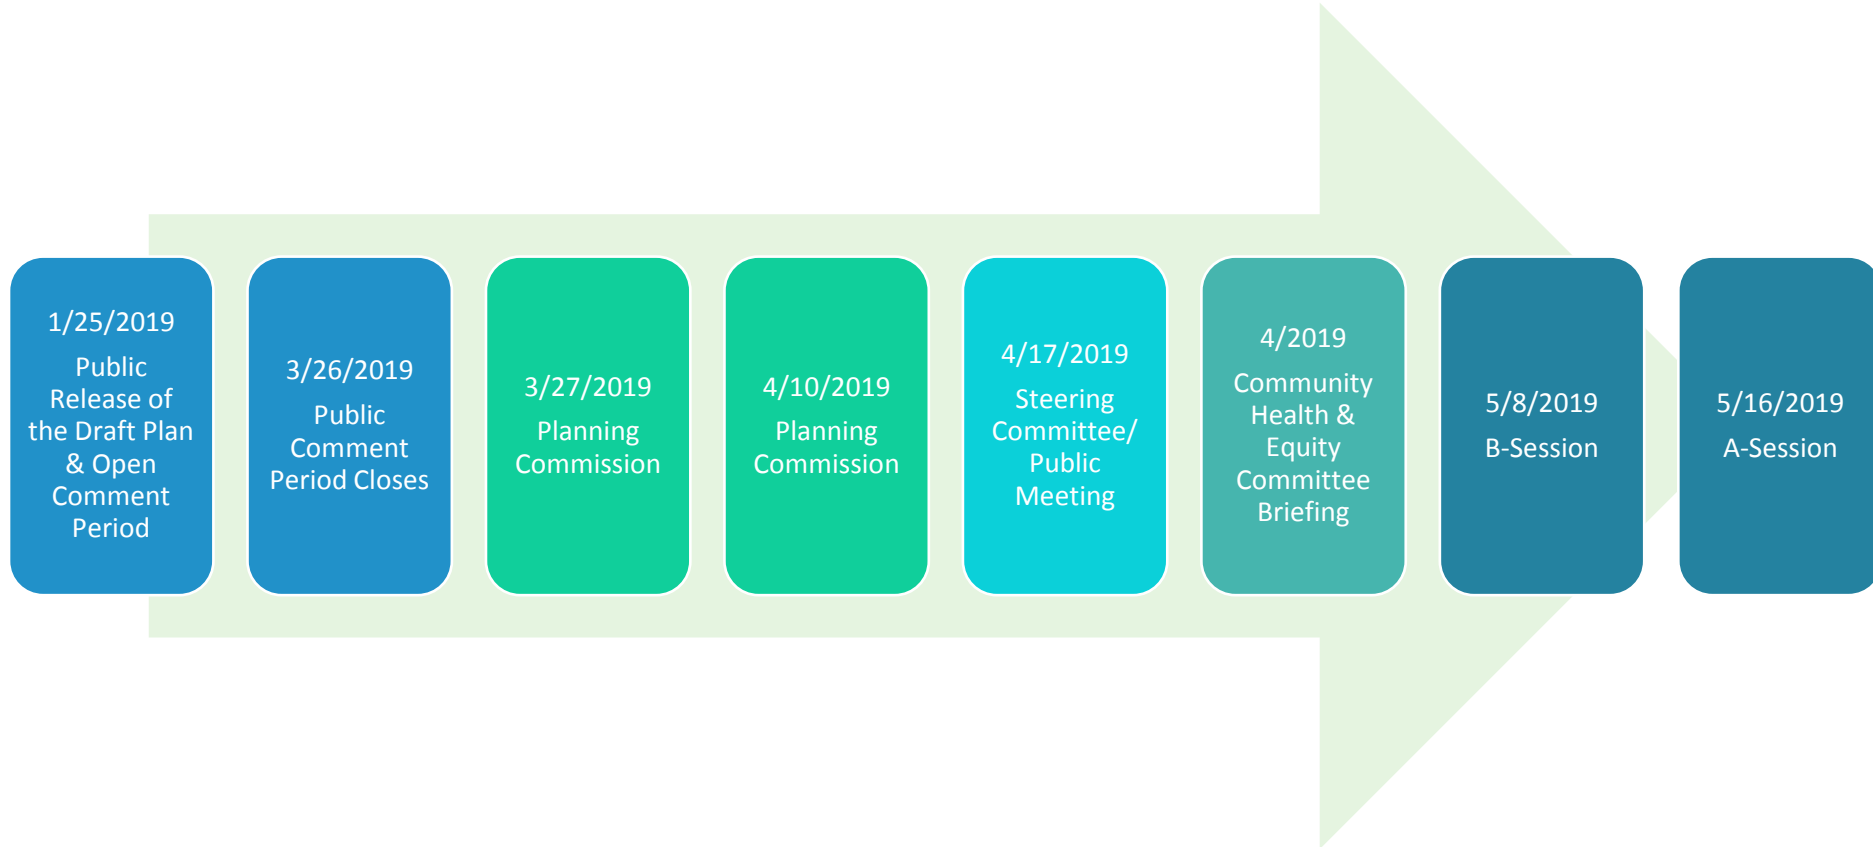 1/25/2019
Public
Release of
the Draft Plan
& Open
Comment
Period
3/26/2019
Public
Comment
Period Closes
3/27/2019
Planning
Commission
4/10/2019
Planning
Commission
4/17/2019
Steering
Committee/
Public
Meeting
4/2019
Community
Health &
Equity
Committee
Briefing
5/8/2019
B-Session
5/16/2019
A-Session